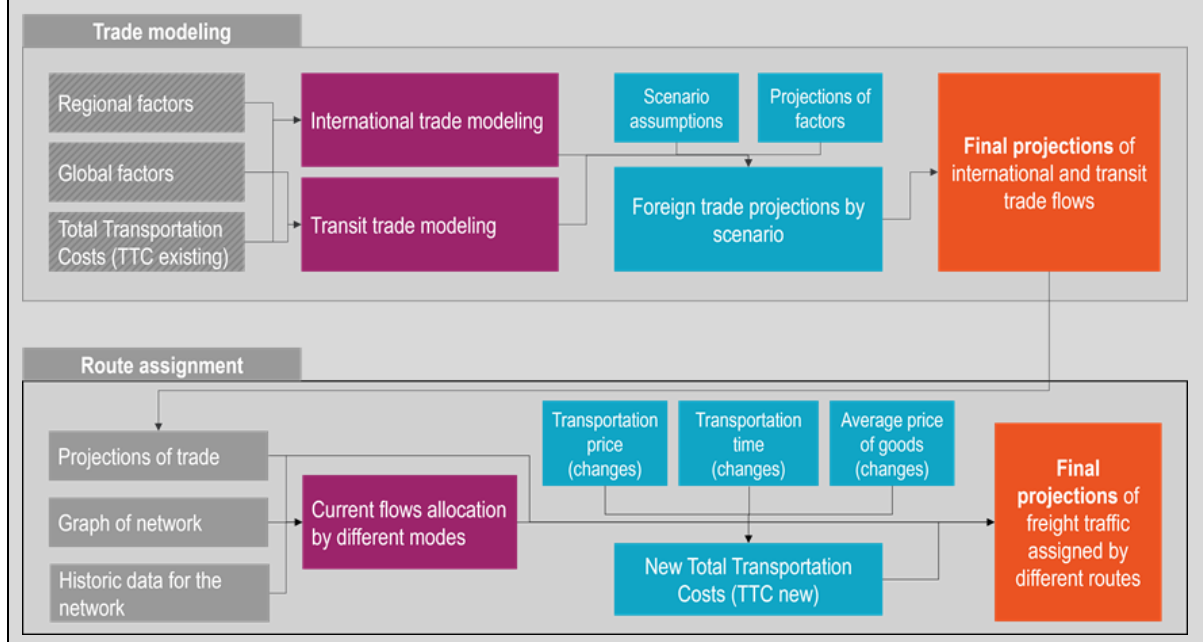 Trade modeling
Regional factors
Global factors
Total Transportation
Costs (TTC existing)
International trade modeling
Transit trade modeling
Scenario
assumptions
Projections of
factors
Foreign trade projections by
scenario
Final projections of
international and transit
trade flows
Route assignment
Projections of trade
Graph of network
Historic data for the
network
Current flows allocation
by different modes
Transportation
price
(changes)
Transportation
time
(changes)
Average price
of goods
(changes)
New Total Transportation
Costs (TTC new)
Final
projections of
freight traffic
assigned by
different routes